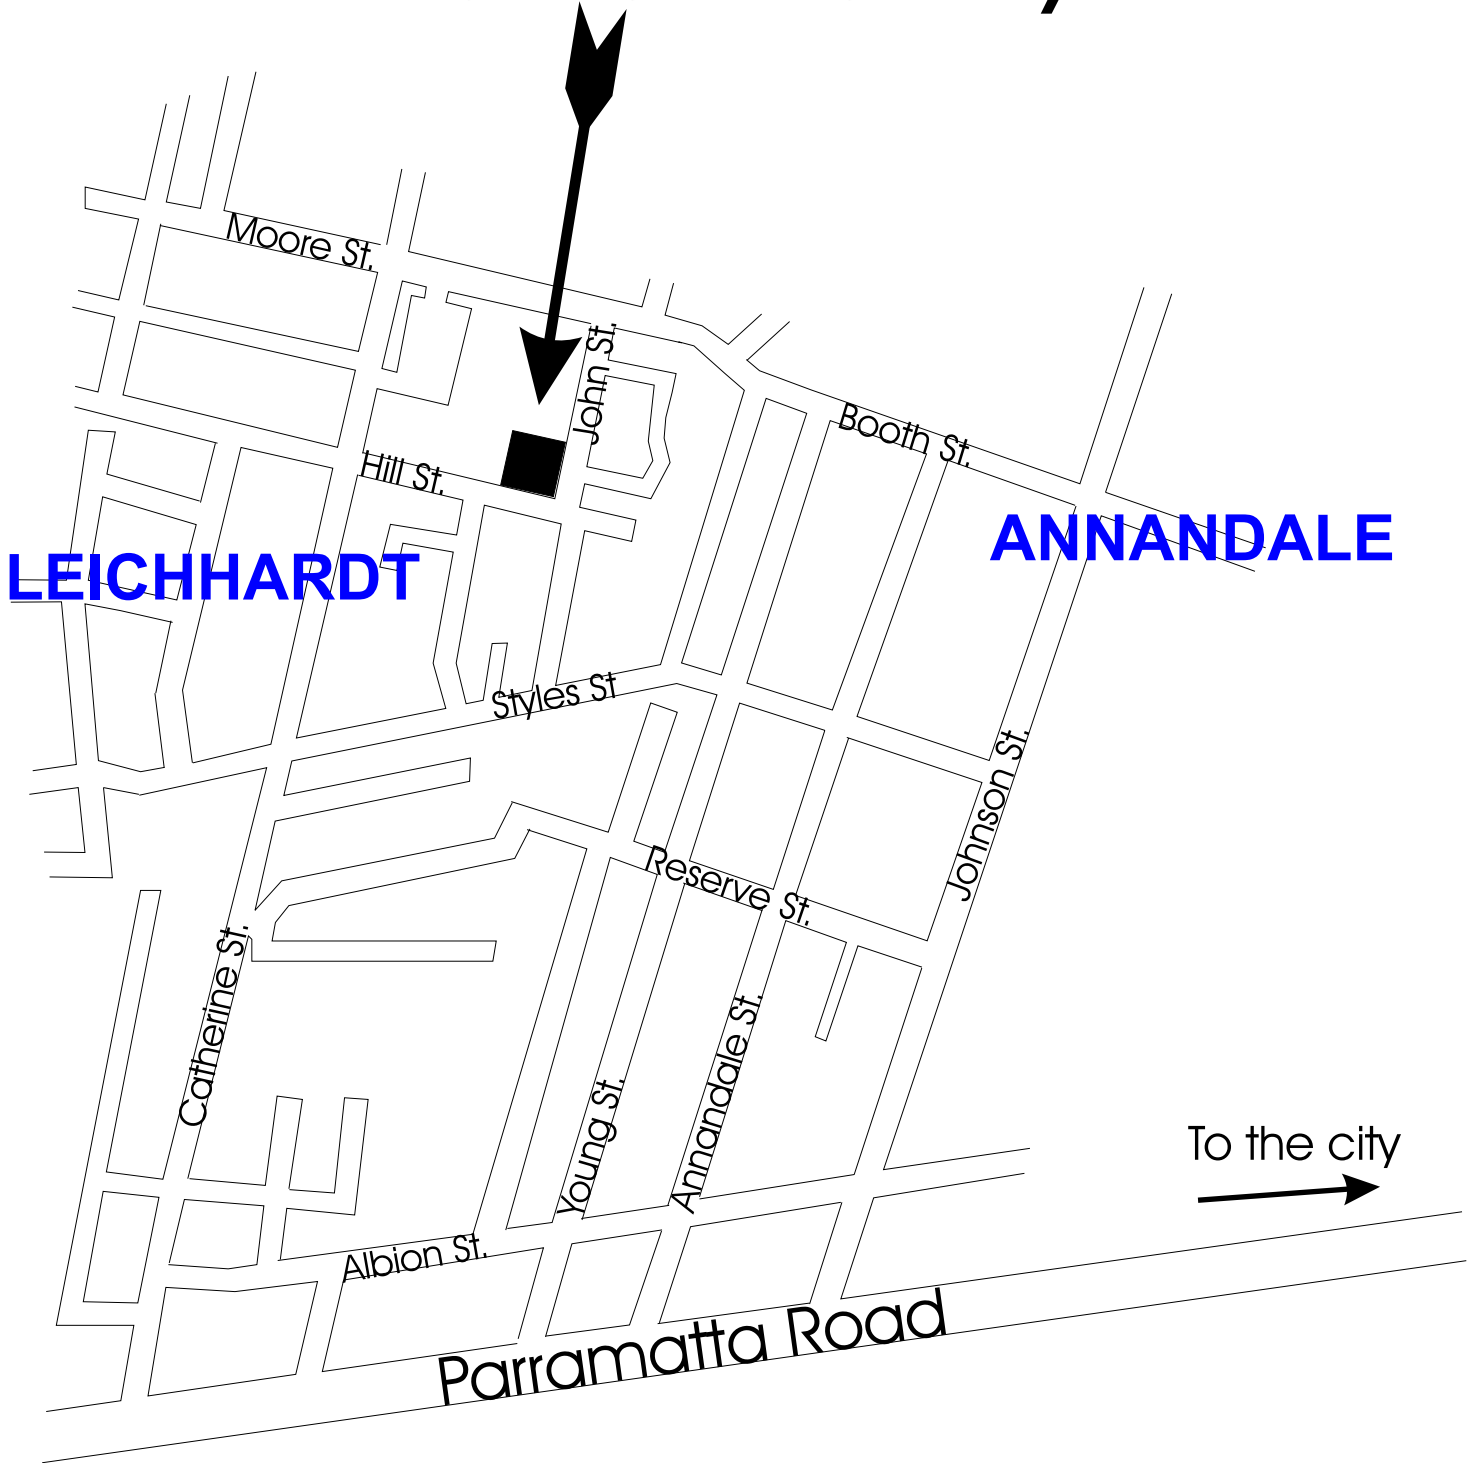 Moore St.
John St.
Booth St.
Hill St.
ANNANDALE
LEICHHARDT
Styles St
Johnson St.
Reserve St.
Catherine St.
Annandale St.
Young St.
To the city
Albion St.
Parramatta Road